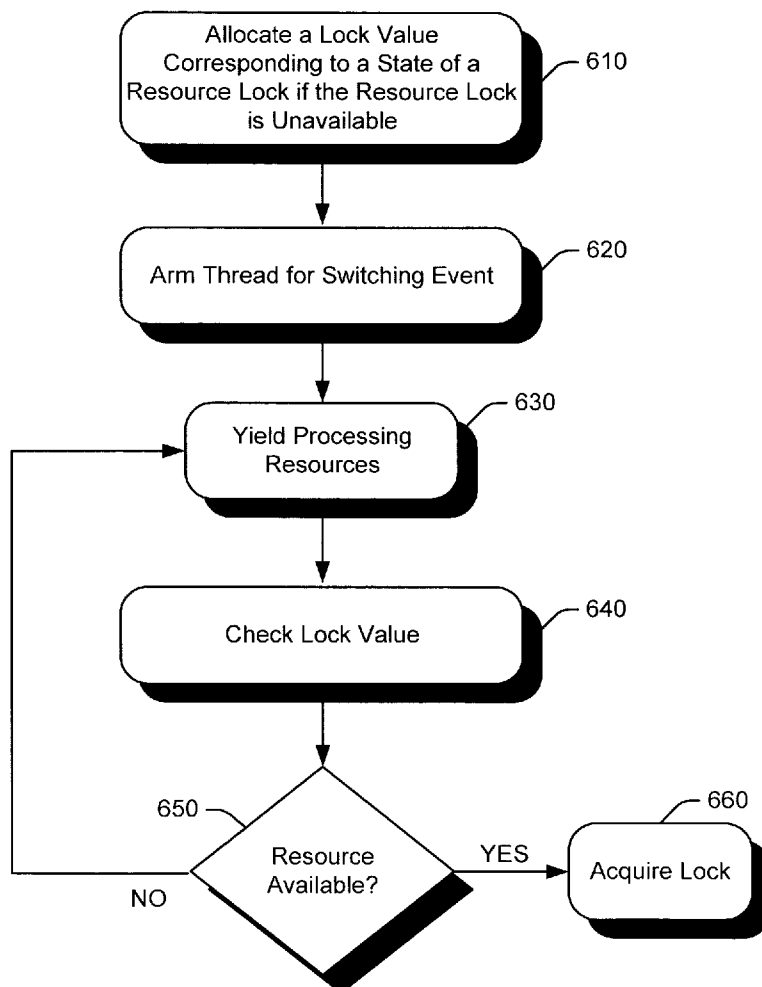 Allocate a Lock Value
Corresponding to a State of a
Resource Lock if the Resource Lock
is Unavailable
610
Arm Thread for Switching Event
620
Yield Processing
Resources
630
Check Lock Value
640
650
Resource
Available?
NO
YES
660
Acquire Lock